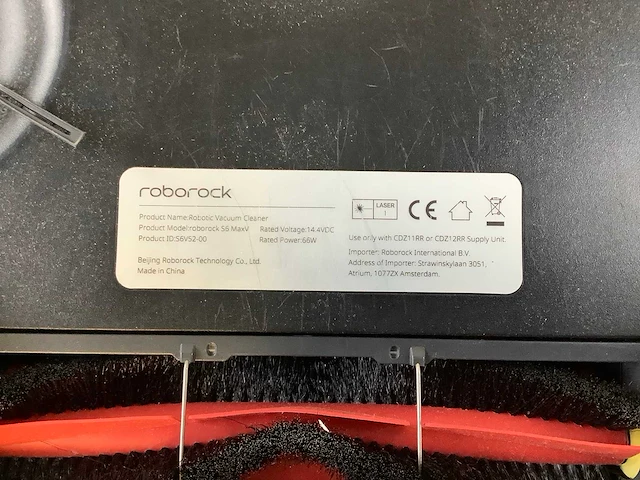 roborock
Product Name:Robotic Vacuum Cleaner
Product Model:roborock S6 MaxV Rated Voltage:14.4VDC
Product ID:S6V52-00 Rated Power:66W
Beijing Roborock Technology Co., Ltd.
Made in China
LASER
1
CE
Use only with CDZ11RR or CDZ12RR Supply Unit.
Importer: Roborock International B.V.
Address of Importer: Strawinskylaan 3051,
Atrium, 1077ZX Amsterdam.